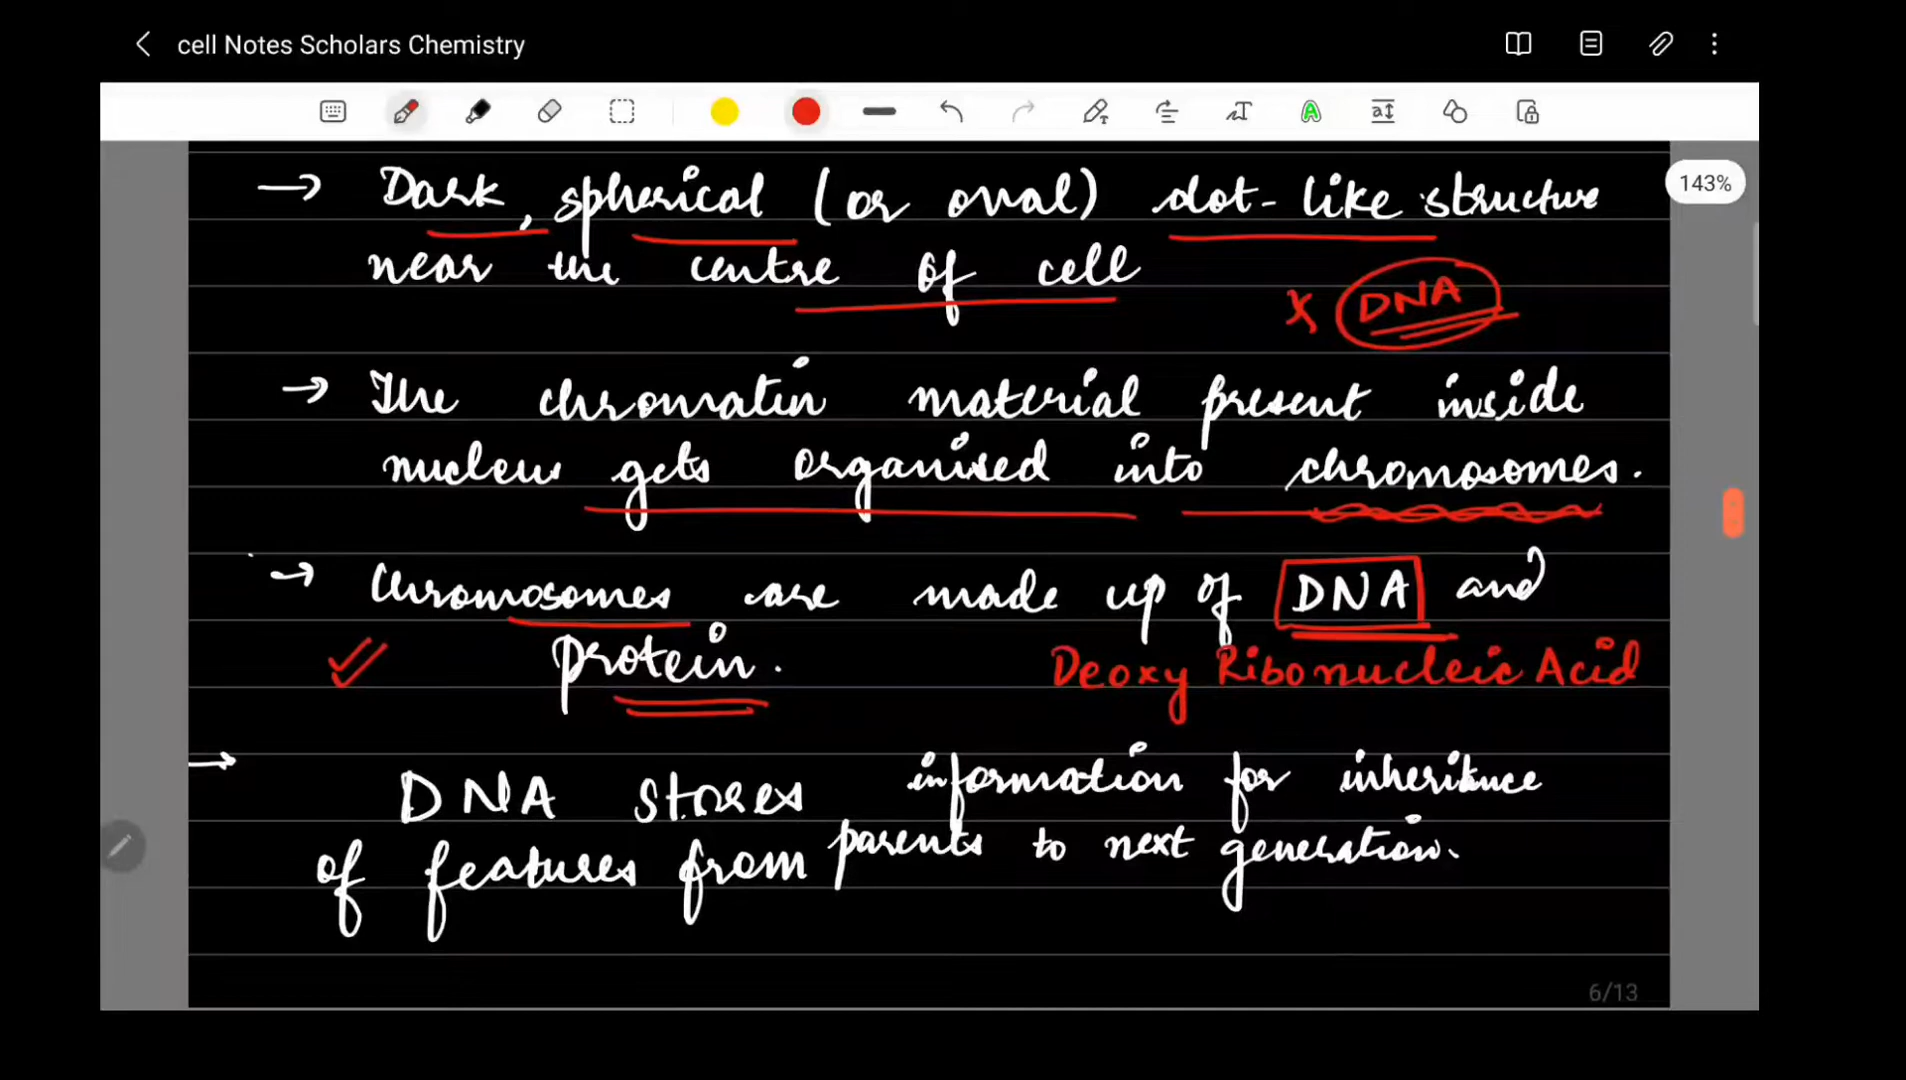 cell Notes Scholars Chemistry
143%
→ Dark, spherical (or oval) dot-like structure
near the centre of cell
X DNA
→ The chromatin material present inside
nucleus gets organised into chromosomes.
→ Chromosomes are made up of DNA and
protein.
Deoxy Ribonucleic Acid
→ DNA stores information for inheritance
of features from parents to next generation.
6/13